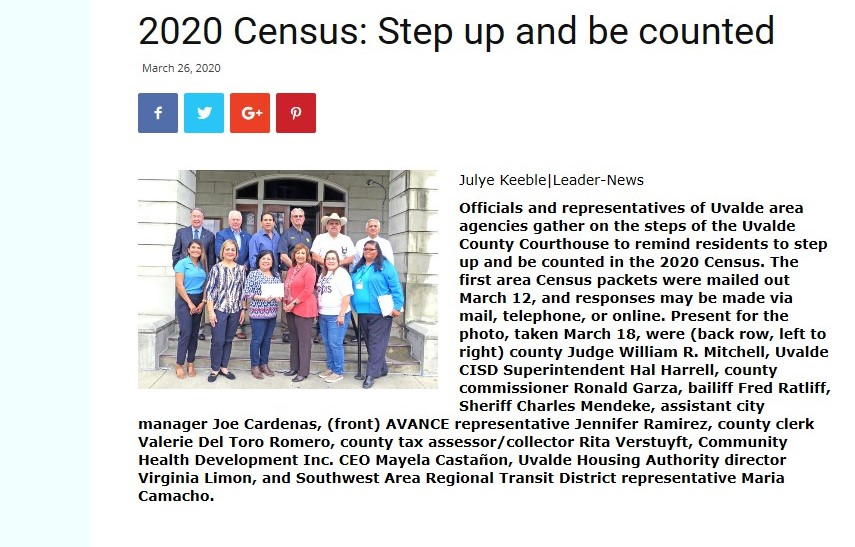 2020 Census: Step up and be counted
March 26, 2020
f
G+
Julye Keeble|Leader-News
Officials and representatives of Uvalde area
agencies gather on the steps of the Uvalde
County Courthouse to remind residents to step
up and be counted in the 2020 Census. The
first area Census packets were mailed out
March 12, and responses may be made via
mail, telephone, or online. Present for the
photo, taken March 18, were (back row, left to
right) county Judge William R. Mitchell, Uvalde
CISD Superintendent Hal Harrell, county
commissioner Ronald Garza, bailiff Fred Ratliff,
Sheriff Charles Mendeke, assistant city
manager Joe Cardenas, (front) AVANCE representative Jennifer Ramirez, county clerk
Valerie Del Toro Romero, county tax assessor/collector Rita Verstuyft, Community
Health Development Inc. CEO Mayela Castañon, Uvalde Housing Authority director
Virginia Limon, and Southwest Area Regional Transit District representative Maria
Camacho.